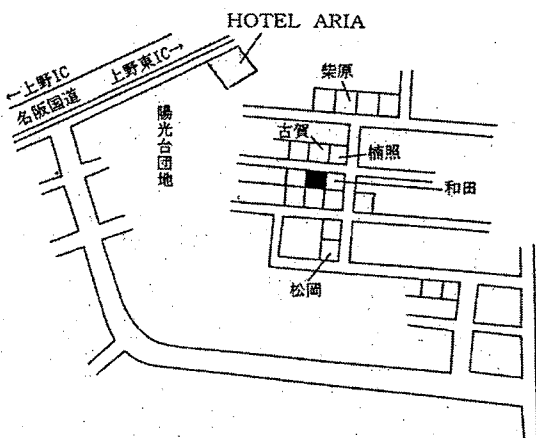 HOTEL ARIA
←上野IC 上野東IC→
名阪国道
陽光台団地
柴原
古賀
楠照
和田
松岡